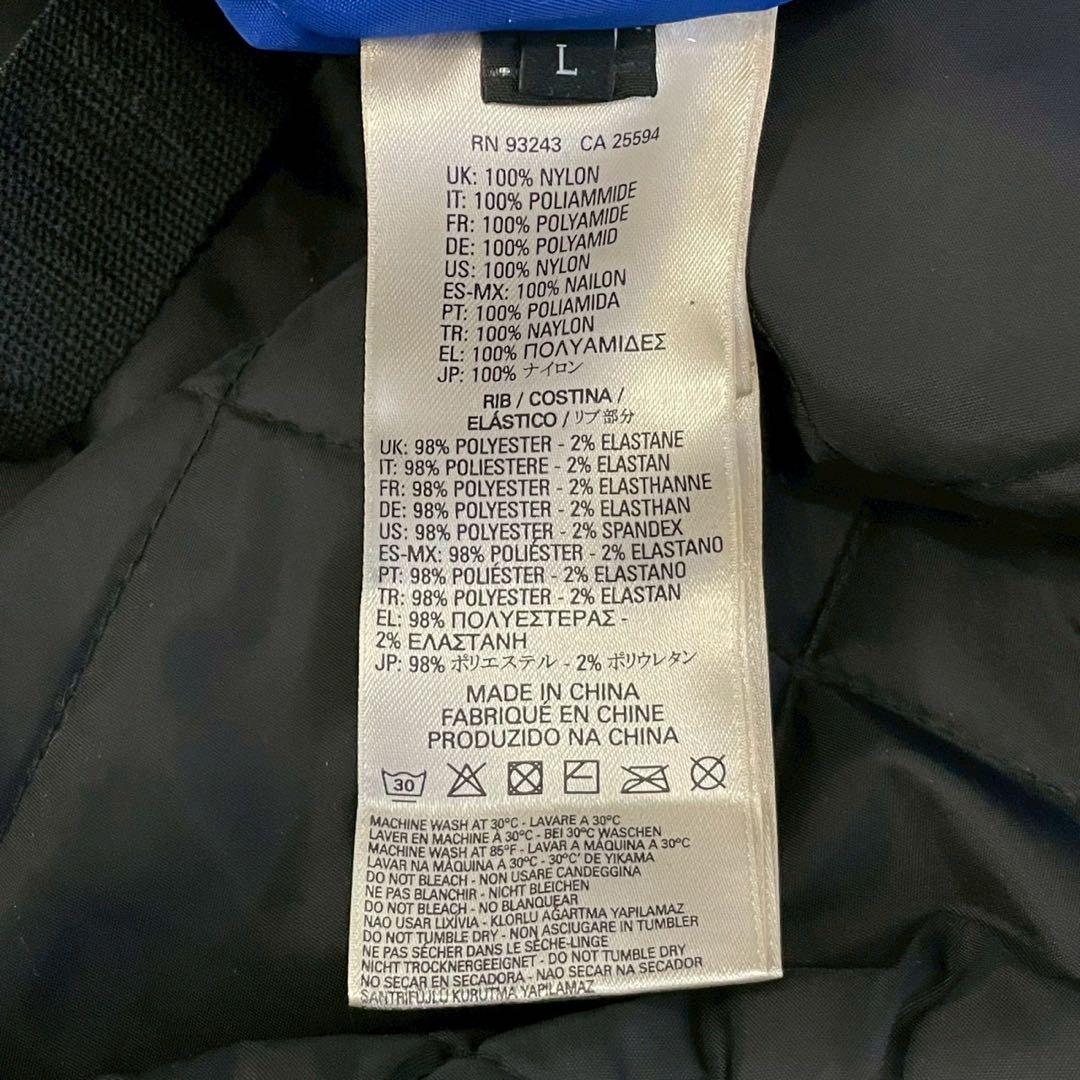 L
RN 93243 CA 25594
UK: 100% NYLON
IT: 100% POLIAMMIDE
FR: 100% POLYAMIDE
DE: 100% POLYAMID
US: 100% NYLON
ES-MX: 100% NAILON
PT: 100% POLIAMIDA
TR: 100% NAYLON
EL: 100% ΠΟΛΥΑΜΙΔΕΣ
JP: 100% ナイロン
RIB / COSTINA /
ELÁSTICO / リブ部分
UK: 98% POLYESTER - 2% ELASTANE
IT: 98% POLIESTERE - 2% ELASTAN
FR: 98% POLYESTER - 2% ELASTHANNE
DE: 98% POLYESTER - 2% ELASTHAN
US: 98% POLYESTER - 2% SPANDEX
ES-MX: 98% POLIÉSTER - 2% ELASTANO
PT: 98% POLIÉSTER - 2% ELASTANO
TR: 98% POLYESTER - 2% ELASTAN
EL: 98% ΠΟΛΥΕΣΤΕΡΑΣ -
2% ΕΛΑΣΤΑΝΗ
JP: 98% ポリエステル - 2% ポリウレタン
MADE IN CHINA
FABRIQUÉ EN CHINE
PRODUZIDO NA CHINA
30
MACHINE WASH AT 30°C - LAVARE A 30°C
LAVER EN MACHINE À 30°C - BEI 30°C WASCHEN
MACHINE WASH AT 85°F - LAVAR A MÁQUINA A 30°C
LAVAR NA MÁQUINA A 30°C - 30°C' DE YIKAMA
DO NOT BLEACH - NON USARE CANDEGGINA
NE PAS BLANCHIR - NICHT BLEICHEN
DO NOT BLEACH - NO BLANQUEAR
NAO USAR LIXÍVIA - KLORLU AĞARTMA YAPILAMAZ
DO NOT TUMBLE DRY - NON ASCIUGARE IN TUMBLER
NE PAS SÉCHER DANS LE SÈCHE-LINGE
NICHT TROCKNERGEEIGNET - DO NOT TUMBLE DRY
NO SECAR EN SECADORA - NAO SECAR NA SECADOR
SANTRIFUJLU KURUTMA YAPILAMAZ